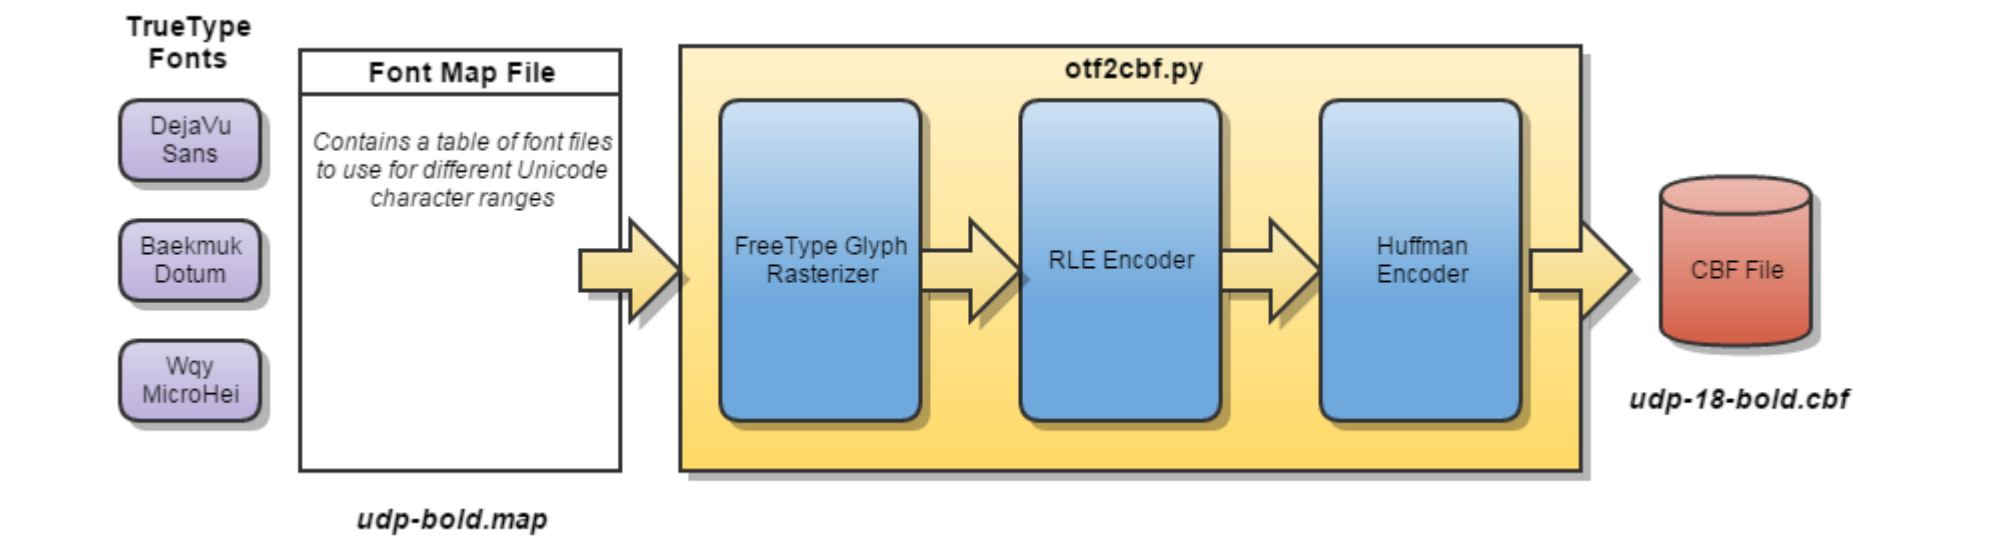 TrueType
Fonts
DejaVu
Sans
Baekmuk
Dotum
Wqy
MicroHei
Font Map File
Contains a table of font files
to use for different Unicode
character ranges
udp-bold.map
otf2cbf.py
FreeType Glyph
Rasterizer
RLE Encoder
Huffman
Encoder
CBF File
udp-18-bold.cbf